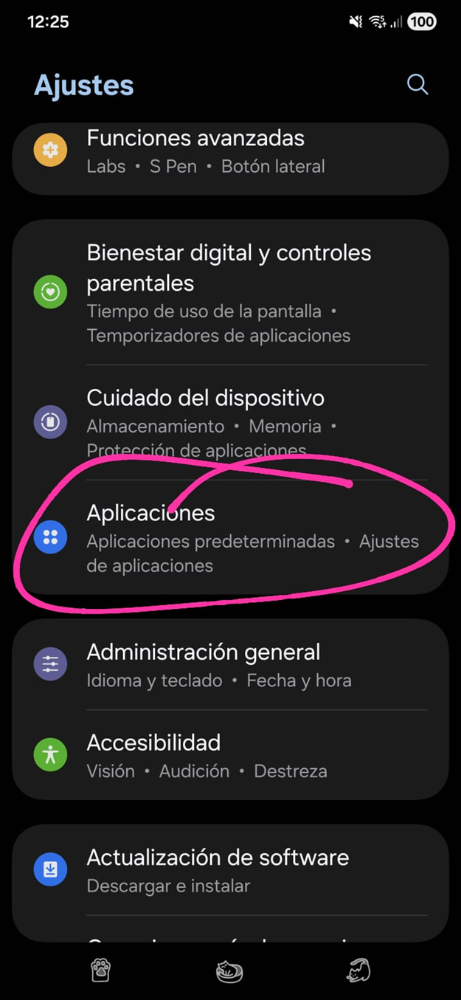 12:25
100
Ajustes
Funciones avanzadas
Labs • S Pen • Botón lateral
Bienestar digital y controles
parentales
Tiempo de uso de la pantalla •
Temporizadores de aplicaciones
Cuidado del dispositivo
Almacenamiento • Memoria •
Protección de aplicaciones
Aplicaciones
Aplicaciones predeterminadas • Ajustes
de aplicaciones
Administración general
Idioma y teclado • Fecha y hora
Accesibilidad
Visión • Audición • Destreza
Actualización de software
Descargar e instalar